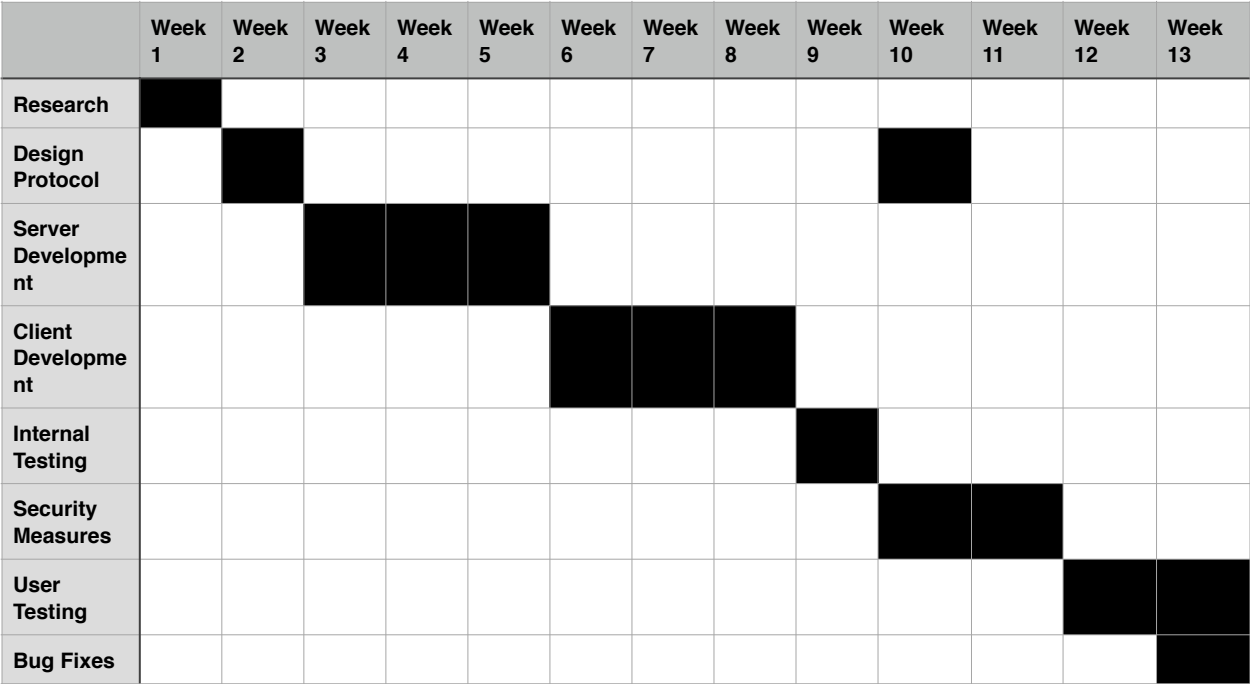 Week 1
Week 2
Week 3
Week 4
Week 5
Week 6
Week 7
Week 8
Week 9
Week 10
Week 11
Week 12
Week 13
Research
Design
Protocol
Server
Developme
nt
Client
Developme
nt
Internal
Testing
Security
Measures
User
Testing
Bug Fixes